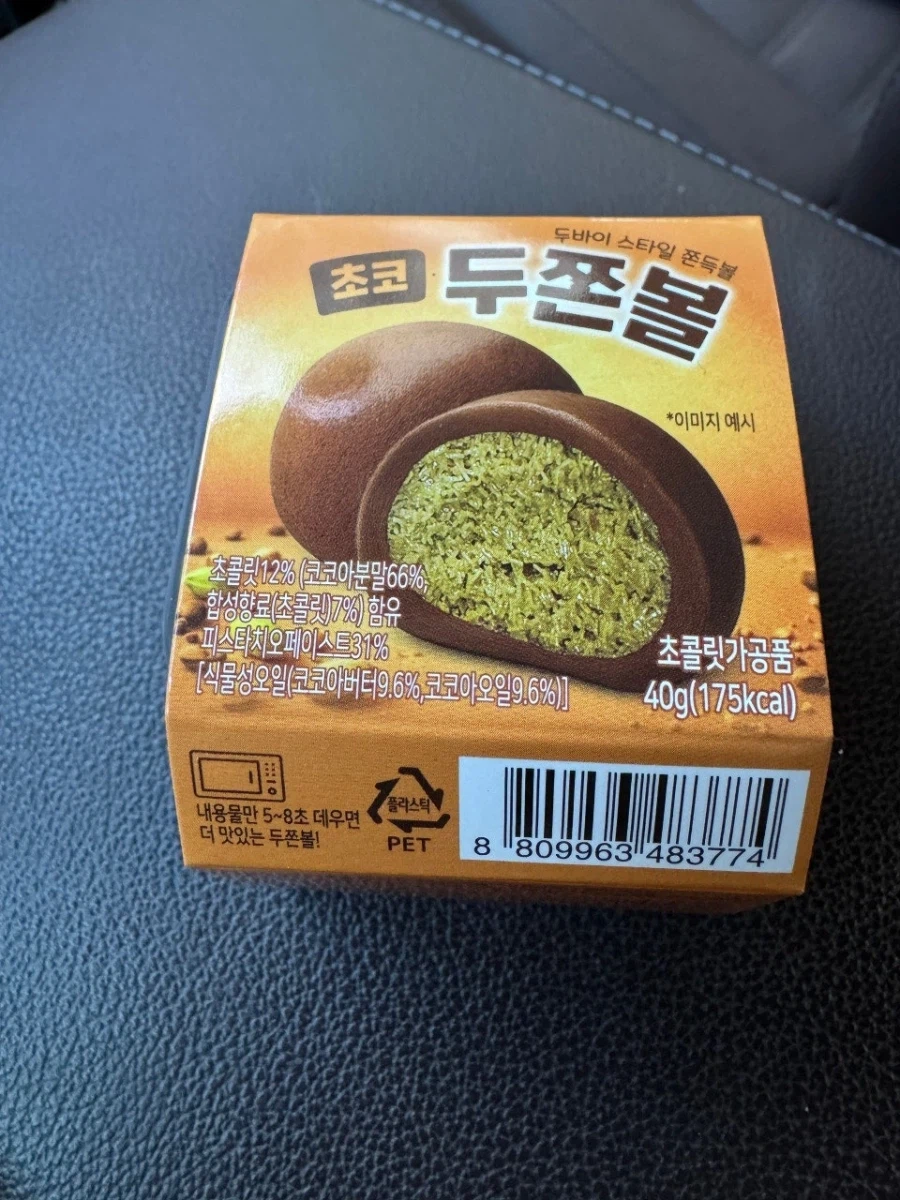 두바이 스타일 쫀득볼
초코
두쫀볼
*이미지 예시
초콜릿12% (코코아분말66%,
합성향료(초콜릿)7%) 함유
피스타치오페이스트31%
[식물성오일(코코아버터9.6%,코코아오일9.6%)]
초콜릿가공품
40g(175kcal)
내용물만 5~8초 데우면
더 맛있는 두쫀볼!
플라스틱
PET
8 809963 483774